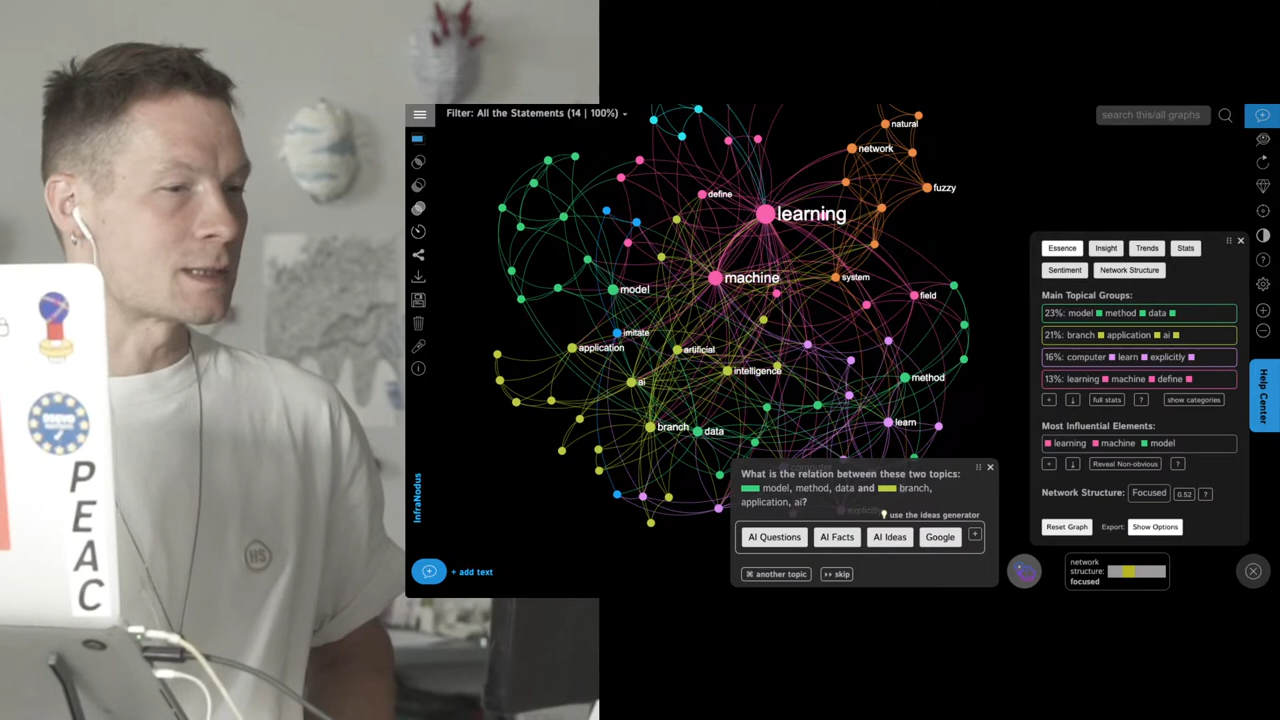 Filter: All the Statements (14 | 100%)
search this/all graphs
natural
network
fuzzy
define
learning
machine
system
field
model
imitate
application
artificial
intelligence
ai
method
branch
data
learn
InfraNodus
+ add text
What is the relation between these two topics:
model, method, data and branch,
application, ai?
use the ideas generator
AI Questions AI Facts AI Ideas Google +
⌘ another topic skip
Essence Insight Trends Stats
Sentiment Network Structure
Main Topical Groups:
23%: model method data
21%: branch application ai
16%: computer learn explicitly
13%: learning machine define
+ ↓ full stats ? show categories
Most Influential Elements:
learning machine model
+ ↓ Reveal Non-obvious ?
Network Structure: Focused 0.52 ?
Reset Graph Export: Show Options
network
structure:
focused
Help Center
PEAC
HS